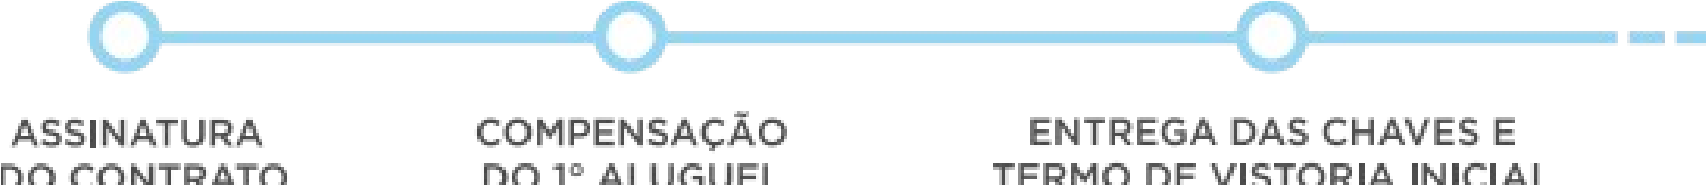 ASSINATURA
DO CONTRATO
COMPENSAÇÃO
DO 1º ALUGUEL
ENTREGA DAS CHAVES E
TERMO DE VISTORIA INICIAL